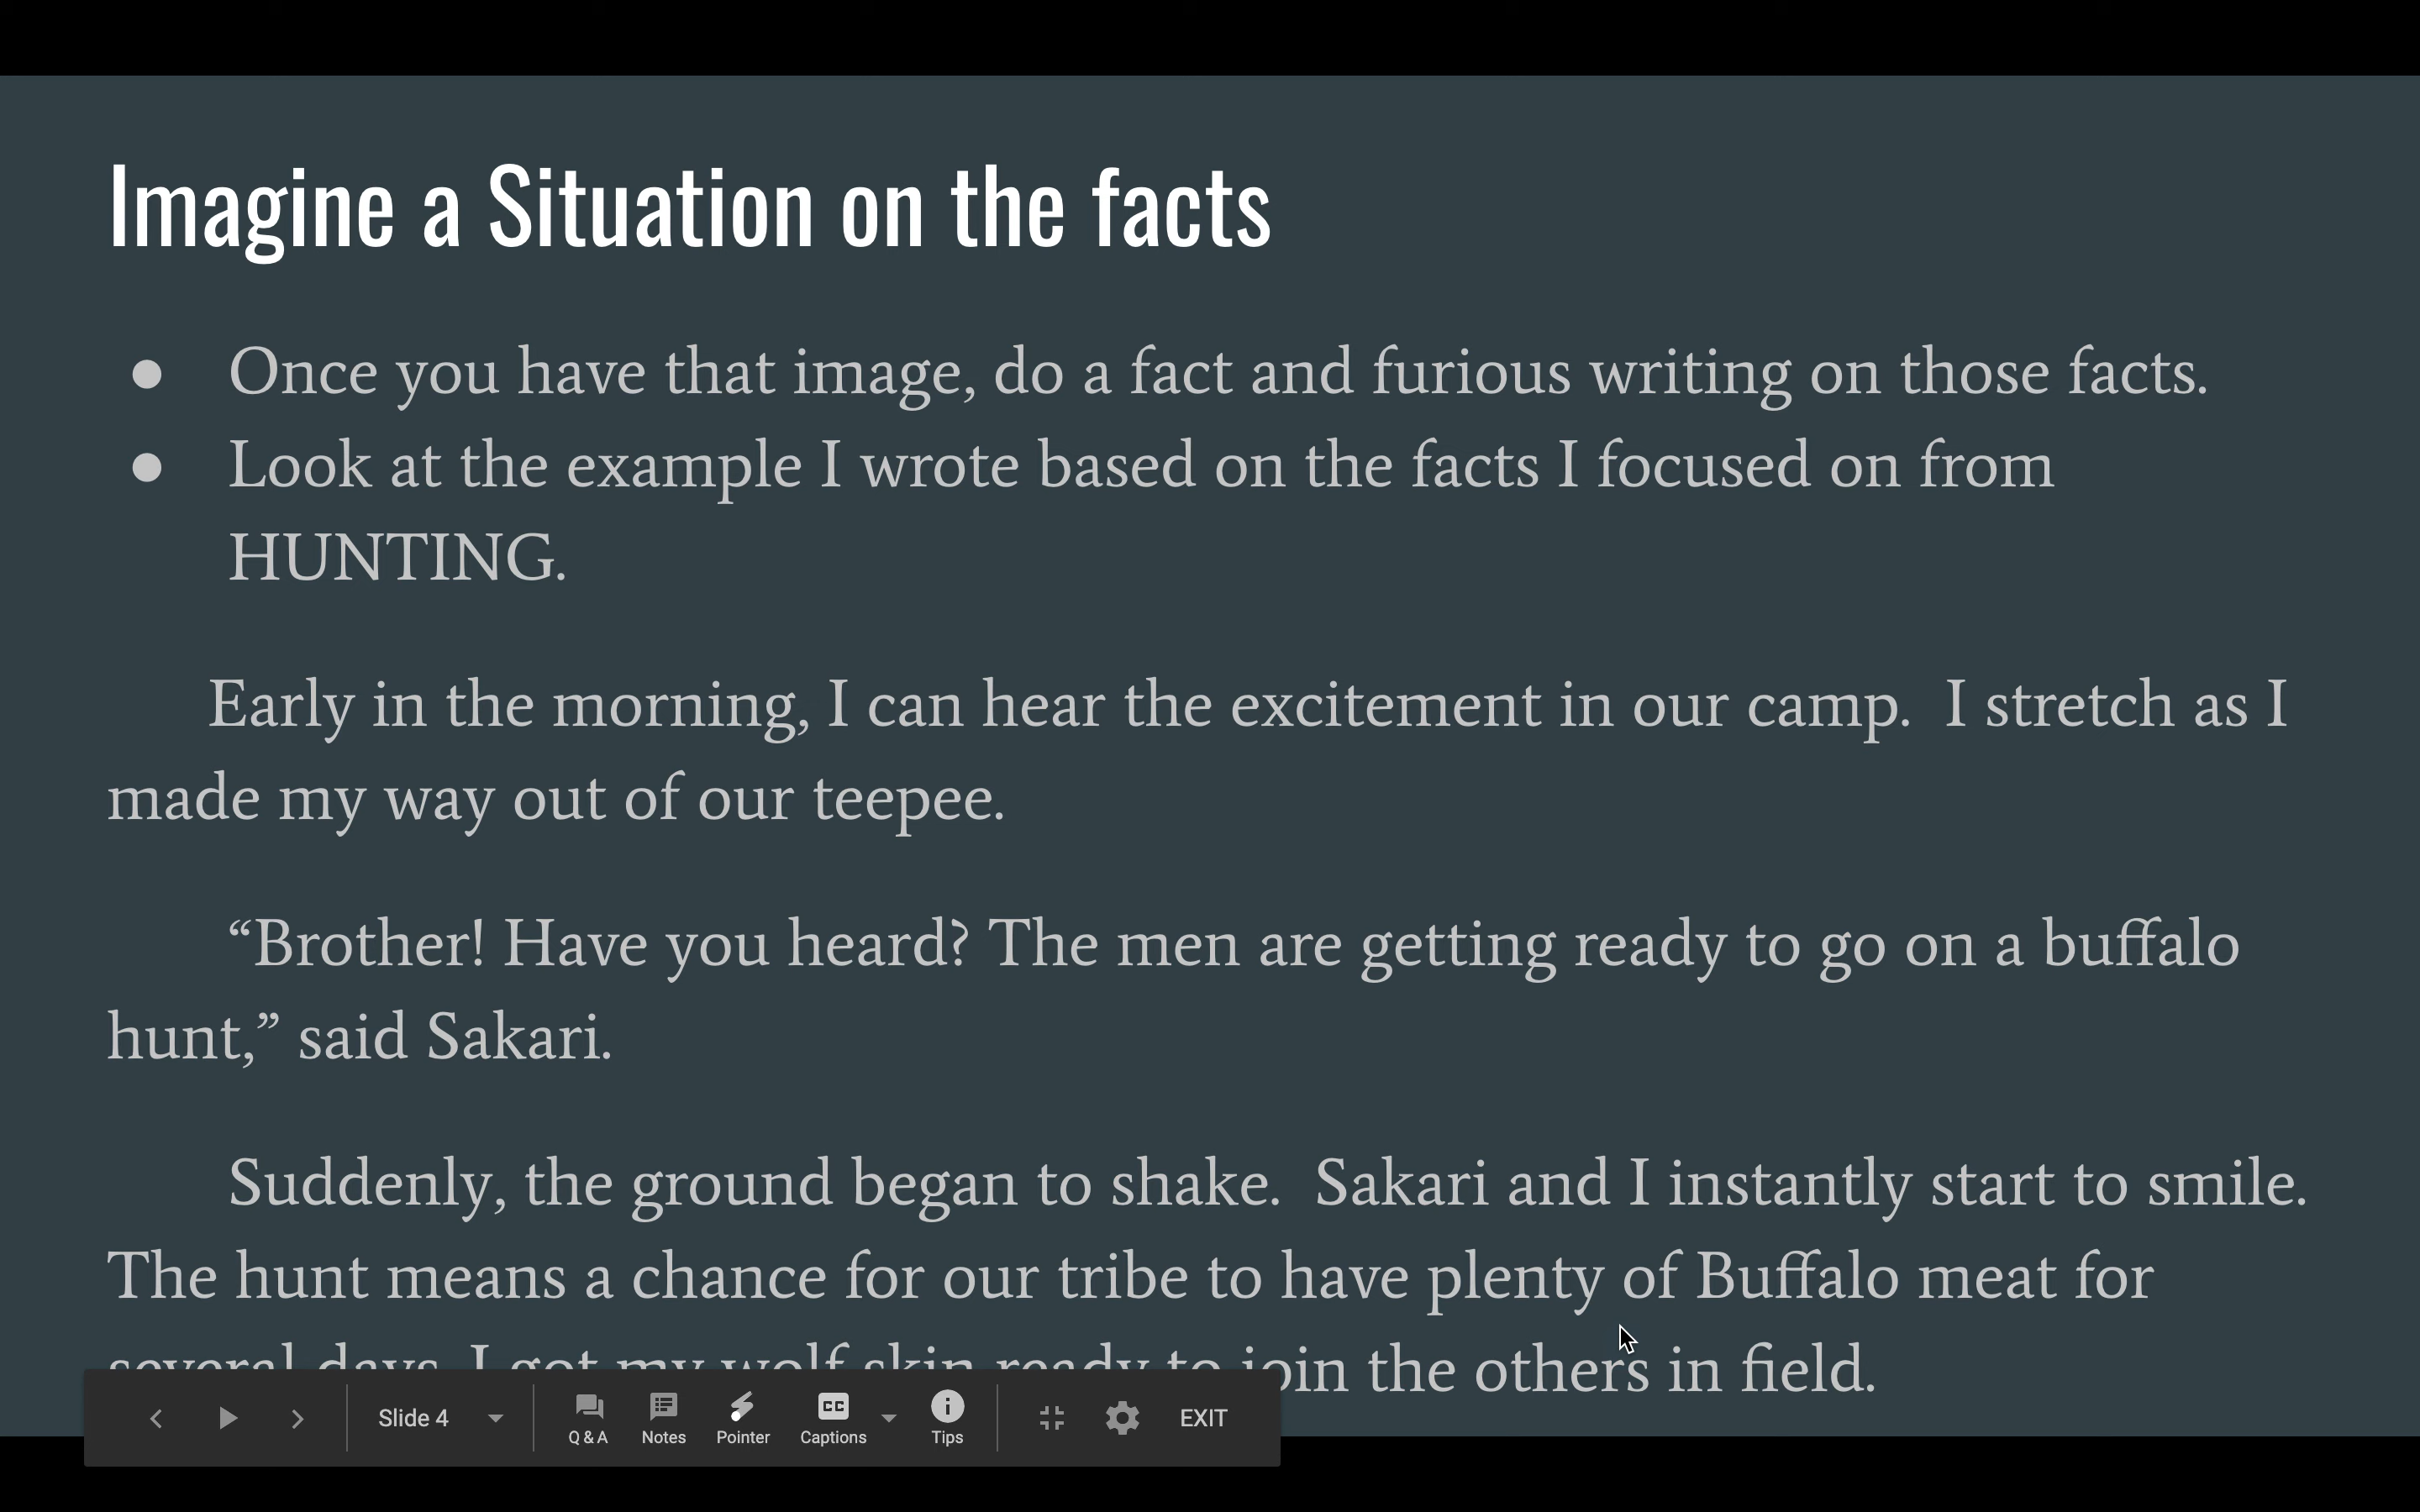 Imagine a Situation on the facts
● Once you have that image, do a fact and furious writing on those facts.
● Look at the example I wrote based on the facts I focused on from
HUNTING.
Early in the morning, I can hear the excitement in our camp.  I stretch as I
made my way out of our teepee.
“Brother! Have you heard? The men are getting ready to go on a buffalo
hunt,” said Sakari.
Suddenly, the ground began to shake.  Sakari and I instantly start to smile.
The hunt means a chance for our tribe to have plenty of Buffalo meat for
several days. I got my wolf skin ready to join the others in field.
Slide 4
Q & A
Notes
Pointer
CC
Captions
Tips
EXIT